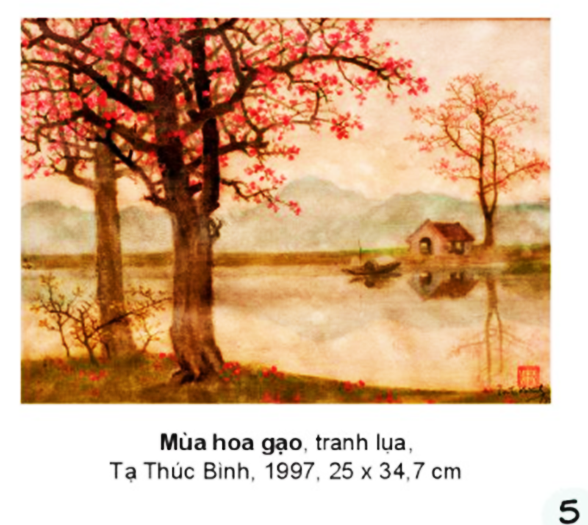 Mùa hoa gạo, tranh lụa,
Tạ Thúc Bình, 1997, 25 x 34,7 cm
5